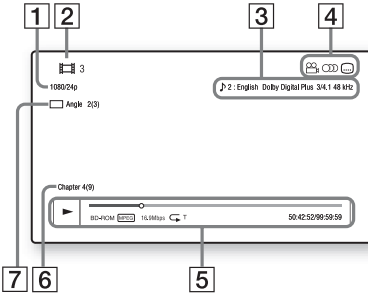 1 2 3 4
3
1080/24p
2 : English Dolby Digital Plus 3/4.1 48 kHz
Angle 2(3)
Chapter 4(9)
BD-ROM MPEG 16.9Mbps T 50:42:52/99:59:59
7 6 5